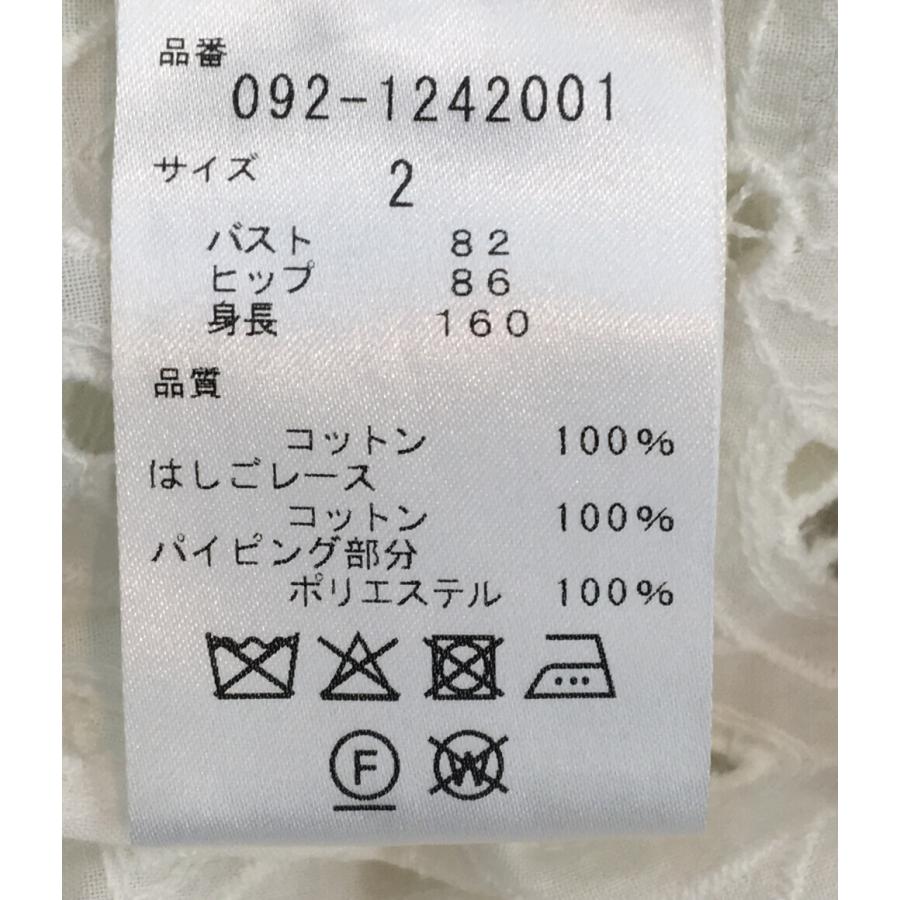 品番
092-1242001
サイズ 2
バスト 82
ヒップ 86
身長 160
品質
コットン 100%
はしごレース
コットン 100%
パイピング部分
ポリエステル 100%
F W